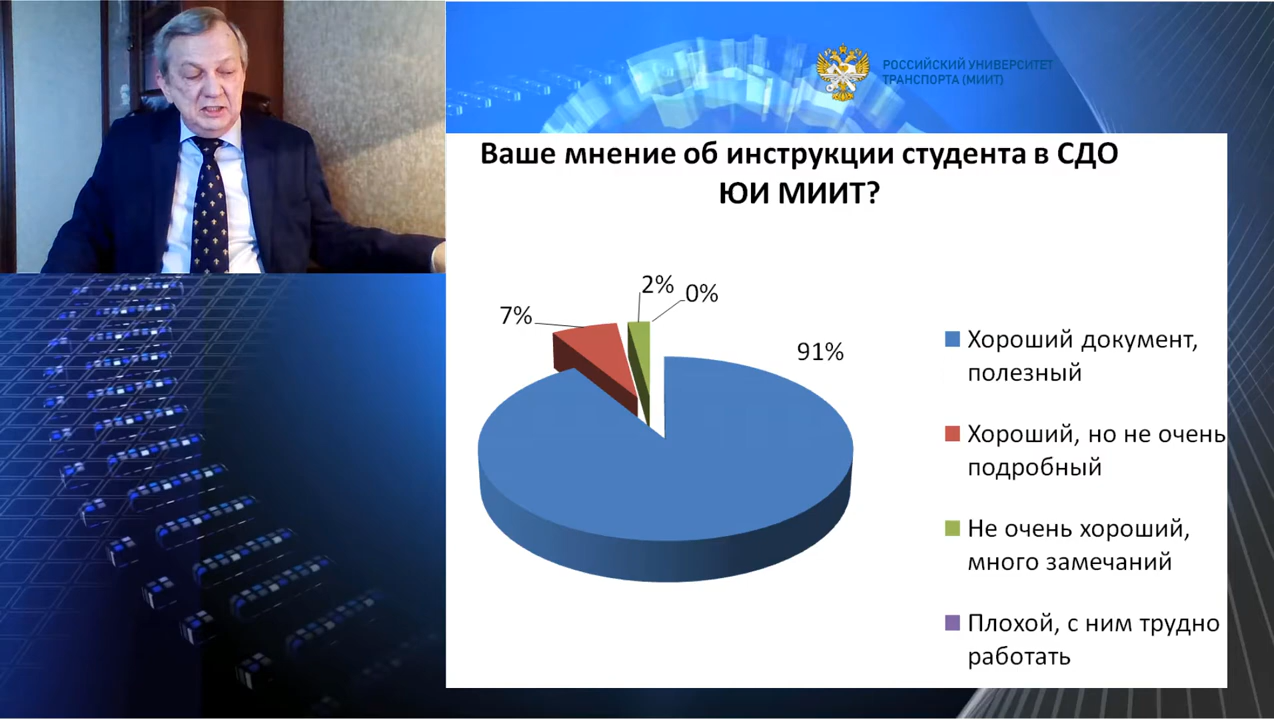 РОССИЙСКИЙ УНИВЕРСИТЕТ
ТРАНСПОРТА (МИИТ)
Ваше мнение об инструкции студента в СДО
ЮИ МИИТ?
2%
0%
7%
91%
Хороший документ,
полезный
Хороший, но не очень
подробный
Не очень хороший,
много замечаний
Плохой, с ним трудно
работать